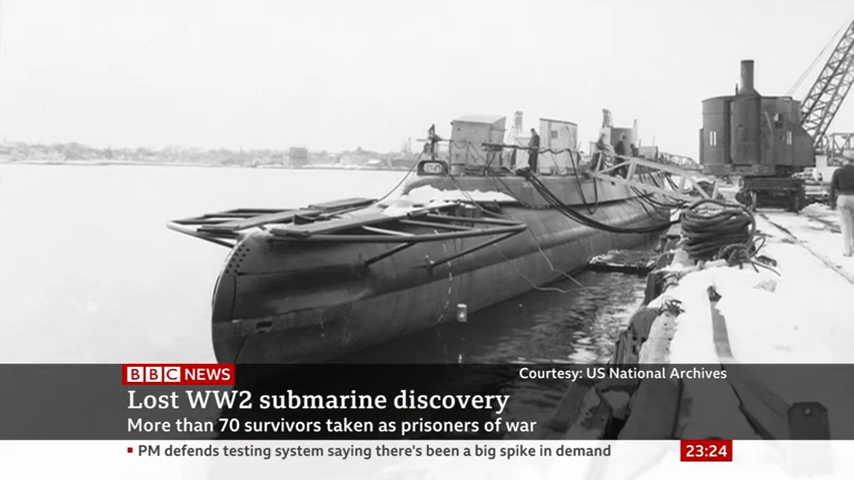 BBC NEWS
Courtesy: US National Archives
Lost WW2 submarine discovery
More than 70 survivors taken as prisoners of war
PM defends testing system saying there's been a big spike in demand
23:24